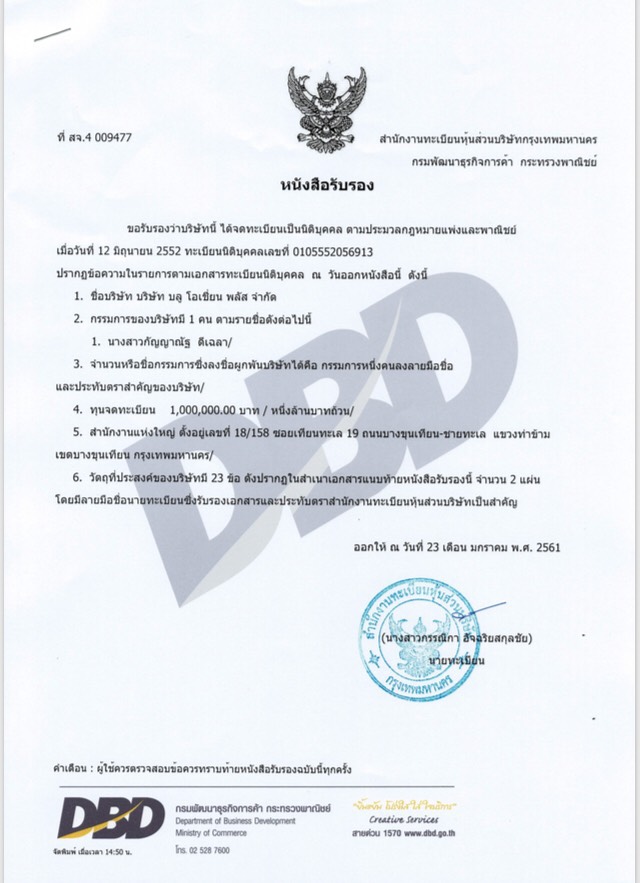 ที่ สจ.4 009477
สำนักงานทะเบียนหุ้นส่วนบริษัทกรุงเทพมหานคร
กรมพัฒนาธุรกิจการค้า กระทรวงพาณิชย์
หนังสือรับรอง
ขอรับรองว่าบริษัทนี้ ได้จดทะเบียนเป็นนิติบุคคล ตามประมวลกฎหมายแพ่งและพาณิชย์
เมื่อวันที่ 12 มิถุนายน 2552 ทะเบียนนิติบุคคลเลขที่ 0105552056913
ปรากฏข้อความในรายการตามเอกสารทะเบียนนิติบุคคล ณ วันออกหนังสือนี้ ดังนี้
1. ชื่อบริษัท บริษัท บลู โอเชี่ยน พลัส จำกัด
2. กรรมการของบริษัทมี 1 คน ตามรายชื่อดังต่อไปนี้
1. นางสาวกัญญาณัฐ ดีเฉลา/
3. จำนวนหรือชื่อกรรมการซึ่งลงชื่อผูกพันบริษัทได้คือ กรรมการหนึ่งคนลงลายมือชื่อ
และประทับตราสำคัญของบริษัท/
4. ทุนจดทะเบียน 1,000,000.00 บาท / หนึ่งล้านบาทถ้วน/
5. สำนักงานแห่งใหญ่ ตั้งอยู่เลขที่ 18/158 ซอยเทียนทะเล 19 ถนนบางขุนเทียน-ชายทะเล แขวงท่าข้าม
เขตบางขุนเทียน กรุงเทพมหานคร/
6. วัตถุที่ประสงค์ของบริษัทมี 23 ข้อ ดังปรากฏในสำเนาเอกสารแนบท้ายหนังสือรับรองนี้ จำนวน 2 แผ่น
โดยมีลายมือชื่อนายทะเบียนซึ่งรับรองเอกสารและประทับตราสำนักงานทะเบียนหุ้นส่วนบริษัทเป็นสำคัญ
DBD
ออกให้ ณ วันที่ 23 เดือน มกราคม พ.ศ. 2561
สำนักงานทะเบียนหุ้นส่วนบริษัท
(นางสาวกรรณิกา อัจฉริยสกุลชัย)
นายทะเบียน
กรุงเทพมหานคร
คำเตือน : ผู้ใช้ควรตรวจสอบข้อควรทราบท้ายหนังสือรับรองฉบับนี้ทุกครั้ง
DBD
กรมพัฒนาธุรกิจการค้า กระทรวงพาณิชย์
Department of Business Development
Ministry of Commerce
โทร. 02 528 7600
Creative Services
สายด่วน 1570 www.dbd.go.th
จัดพิมพ์ เมื่อเวลา 14:50 น.